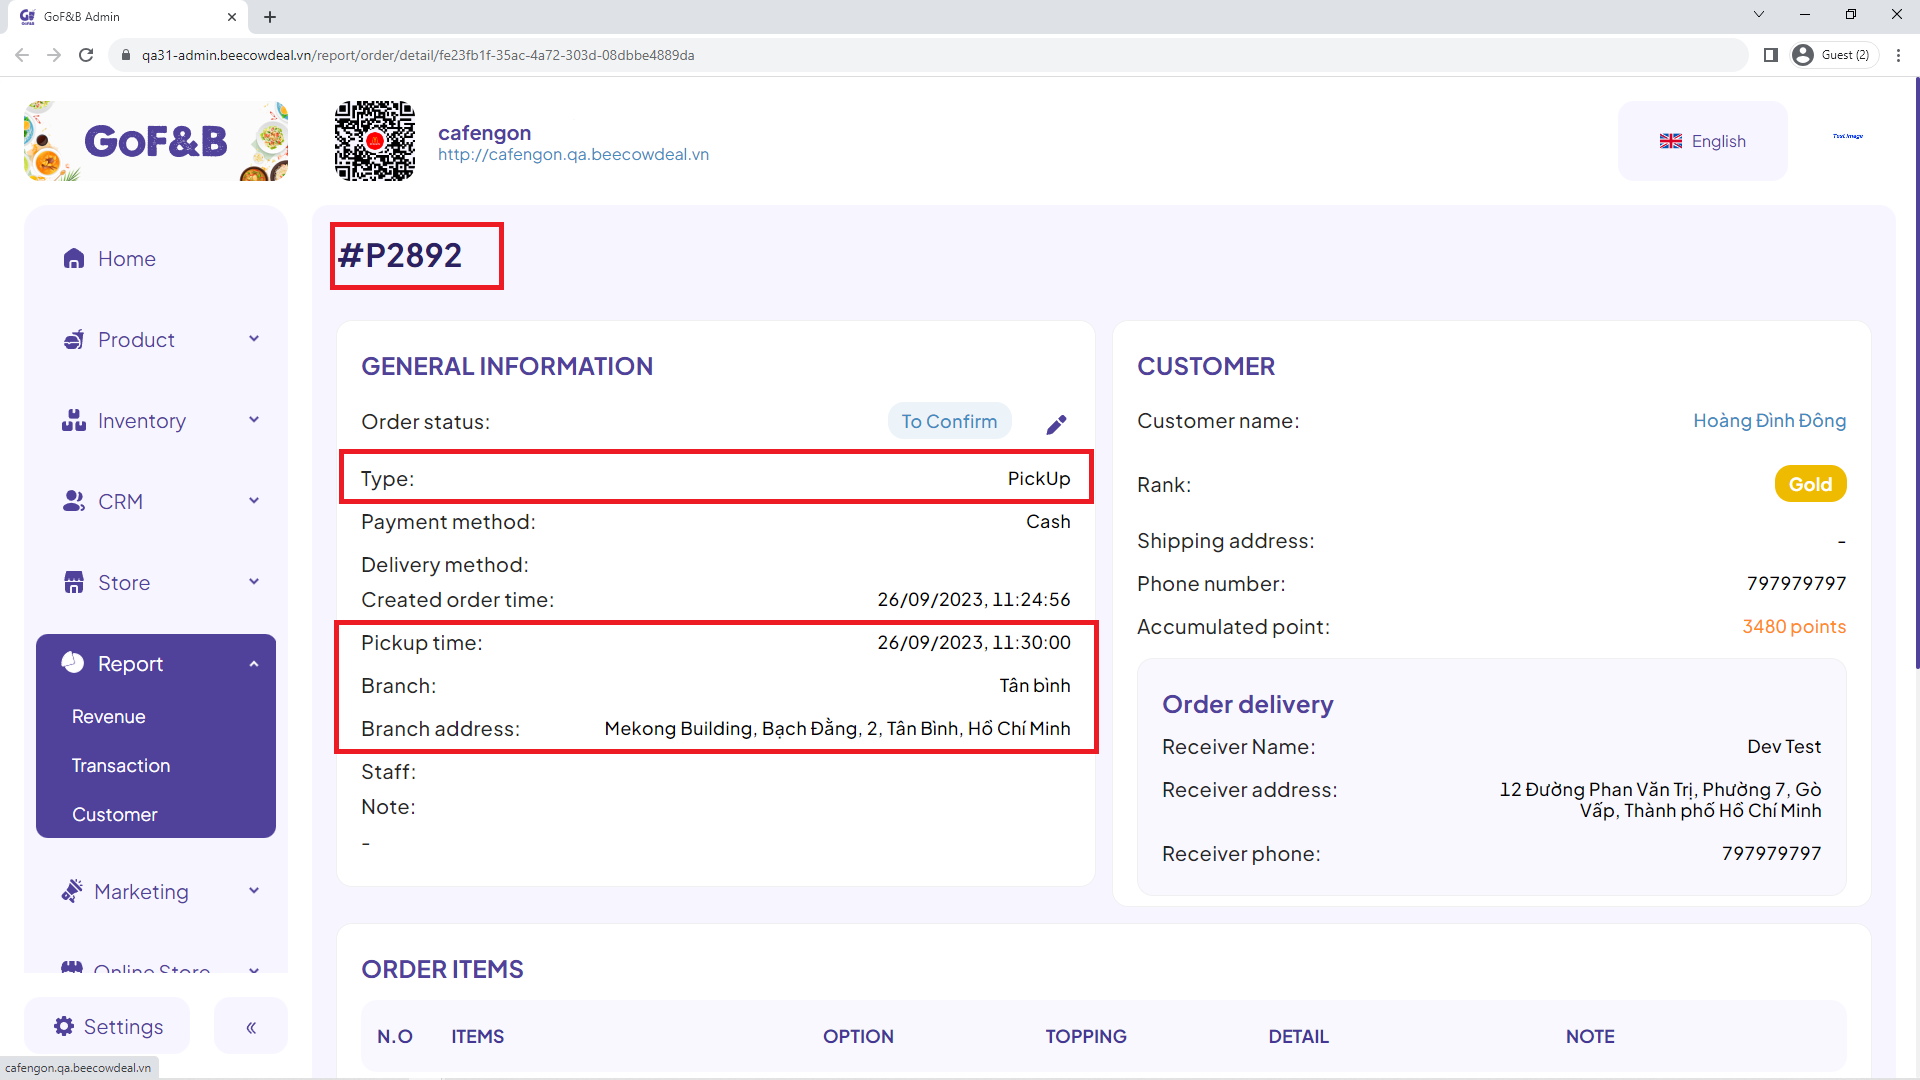 GoF&B Admin
qa31-admin.beecowdeal.vn/report/order/detail/fe23fb1f-35ac-4a72-303d-08dbbe4889da
Guest (2)
GoF&B
cafengon
http://cafengon.qa.beecowdeal.vn
English
Test Image
Home
Product
Inventory
CRM
Store
Report
Revenue
Transaction
Customer
Marketing
Online Store
Settings
«
#P2892
GENERAL INFORMATION
Order status: To Confirm
Type: PickUp
Payment method: Cash
Delivery method:
Created order time: 26/09/2023, 11:24:56
Pickup time: 26/09/2023, 11:30:00
Branch: Tân bình
Branch address: Mekong Building, Bạch Đằng, 2, Tân Bình, Hồ Chí Minh
Staff:
Note:
-
CUSTOMER
Customer name: Hoàng Đình Đông
Rank: Gold
Shipping address: -
Phone number: 797979797
Accumulated point: 3480 points
Order delivery
Receiver Name: Dev Test
Receiver address: 12 Đường Phan Văn Trị, Phường 7, Gò
Vấp, Thành phố Hồ Chí Minh
Receiver phone: 797979797
ORDER ITEMS
N.O ITEMS OPTION TOPPING DETAIL NOTE
cafengon.qa.beecowdeal.vn